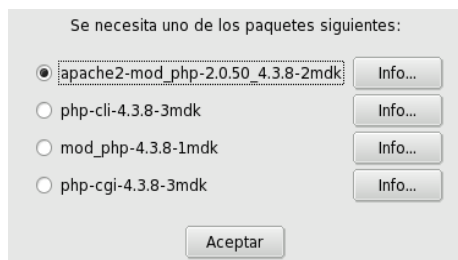 Se necesita uno de los paquetes siguientes:
apache2-mod_php-2.0.50_4.3.8-2mdk Info...
php-cli-4.3.8-3mdk Info...
mod_php-4.3.8-1mdk Info...
php-cgi-4.3.8-3mdk Info...
Aceptar